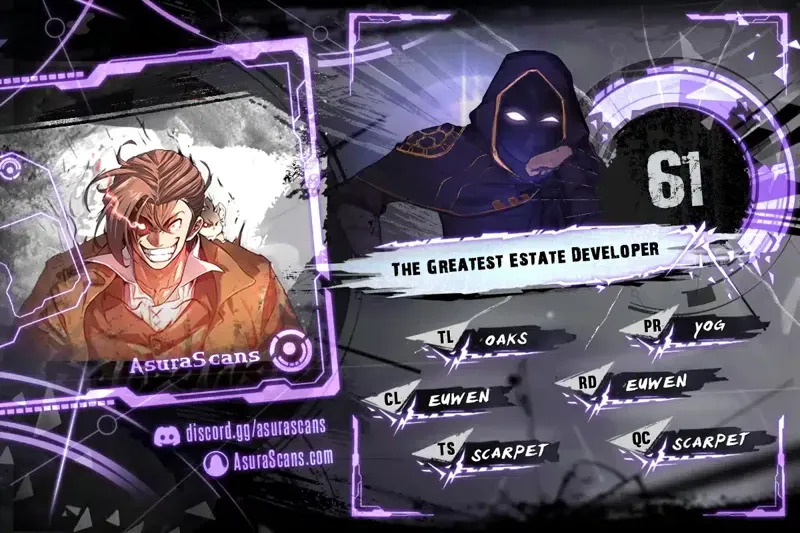 61
THE GREATEST ESTATE DEVELOPER
AsuraScans
discord.gg/asurascans
AsuraScans.com
TL OAKS
PR YOG
CL EUWEN
RD EUWEN
TS SCARPET
QC SCARPET